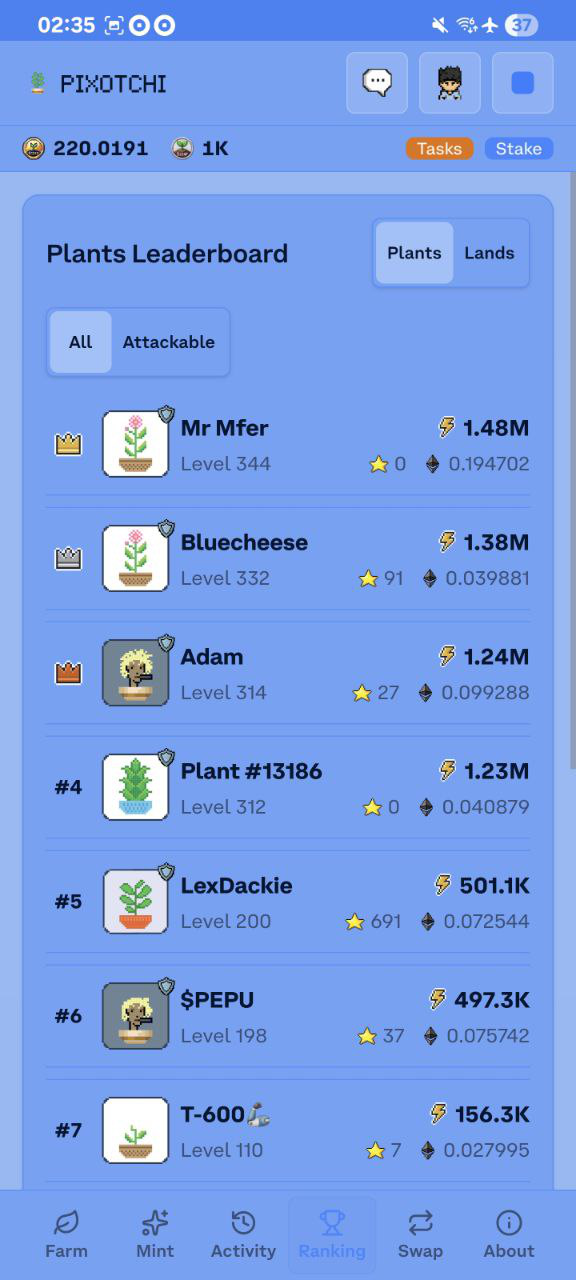 02:35 37
PIXOTCHI
220.0191 1K Tasks Stake
Plants Leaderboard Plants Lands
All Attackable
Mr Mfer 1.48M
Level 344 0 0.194702
Bluecheese 1.38M
Level 332 91 0.039881
Adam 1.24M
Level 314 27 0.099288
#4 Plant #13186 1.23M
Level 312 0 0.040879
#5 LexDackie 501.1K
Level 200 691 0.072544
#6 $PEPU 497.3K
Level 198 37 0.075742
#7 T-600🦾 156.3K
Level 110 7 0.027995
Farm Mint Activity Ranking Swap About